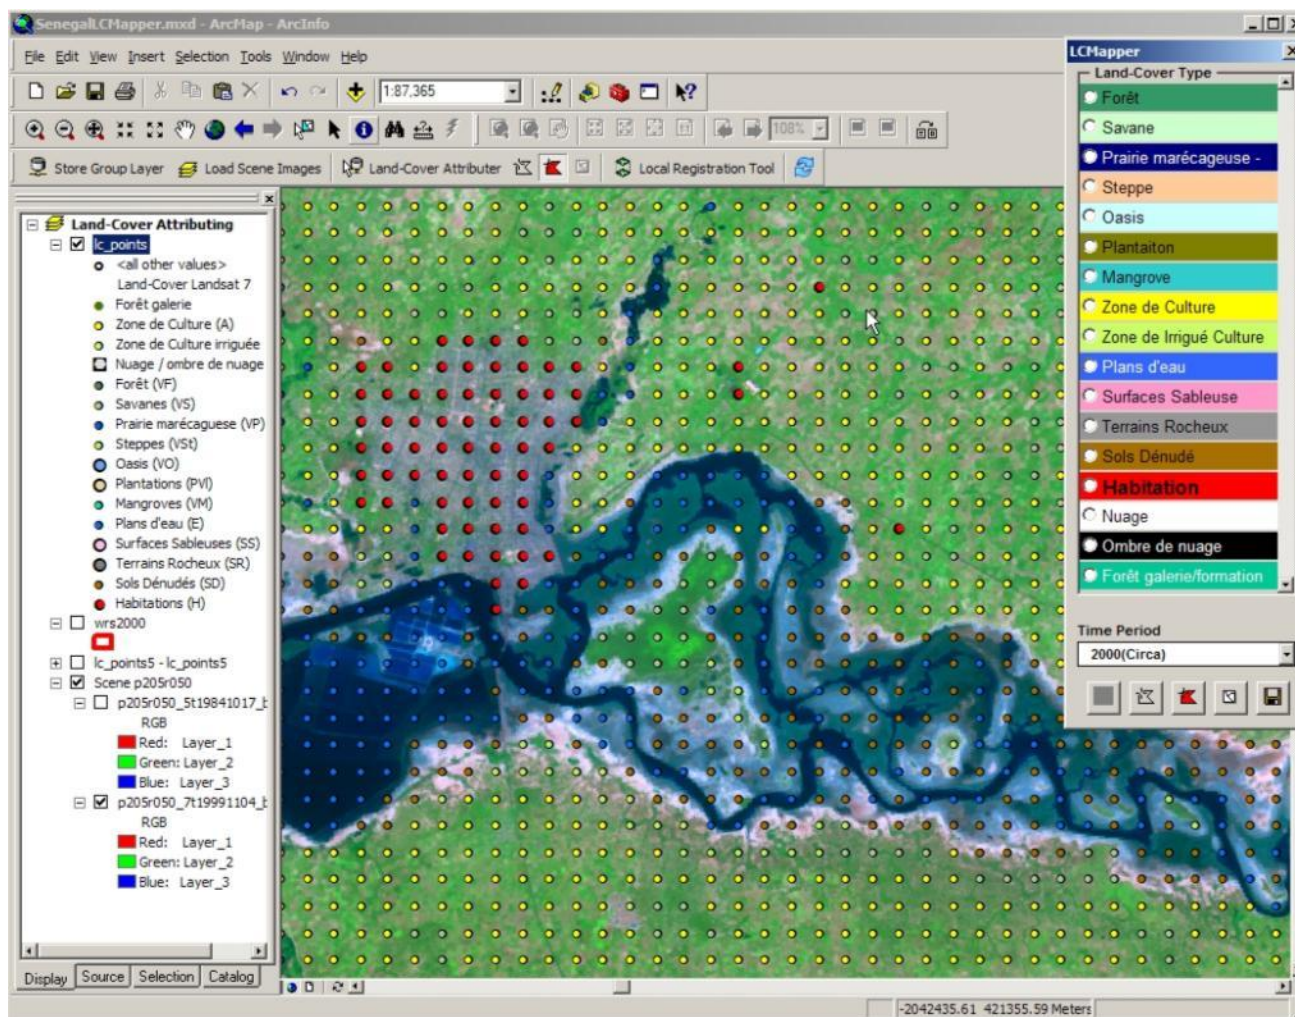 SenegalLCMapper.mxd - ArcMap - ArcInfo
File Edit View Insert Selection Tools Window Help
1:87,365
108%
Store Group Layer Load Scene Images Land-Cover Attributer Local Registration Tool
Land-Cover Attributing
lc_points
<all other values>
Land-Cover Landsat 7
Forêt galerie
Zone de Culture (A)
Zone de Culture irriguée
Nuage / ombre de nuage
Forêt (VF)
Savanes (VS)
Prairie marécaguese (VP)
Steppes (VSt)
Oasis (VO)
Plantations (PVI)
Mangroves (VM)
Plans d'eau (E)
Surfaces Sableuses (SS)
Terrains Rocheux (SR)
Sols Dénudés (SD)
Habitations (H)
wrs2000
lc_points5 - lc_points5
Scene p205r050
p205r050_5t19841017_b
RGB
Red: Layer_1
Green: Layer_2
Blue: Layer_3
p205r050_7t19991104_b
RGB
Red: Layer_1
Green: Layer_2
Blue: Layer_3
Display Source Selection Catalog
LCMapper
Land-Cover Type
Forêt
Savane
Prairie marécageuse -
Steppe
Oasis
Plantaiton
Mangrove
Zone de Culture
Zone de Irrigué Culture
Plans d'eau
Surfaces Sableuse
Terrains Rocheux
Sols Dénudé
Habitation
Nuage
Ombre de nuage
Forêt galerie/formation
Time Period
2000(Circa)
-2042435.61 421355.59 Meters